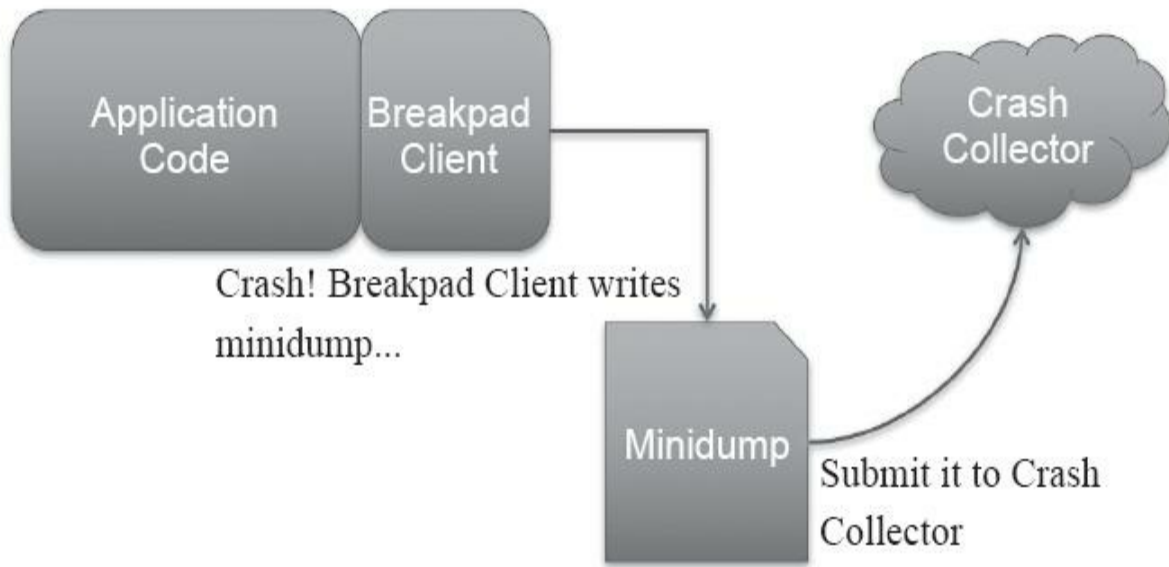 Application
Code
Breakpad
Client
Crash
Collector
Crash! Breakpad Client writes
minidump...
Minidump
Submit it to Crash
Collector